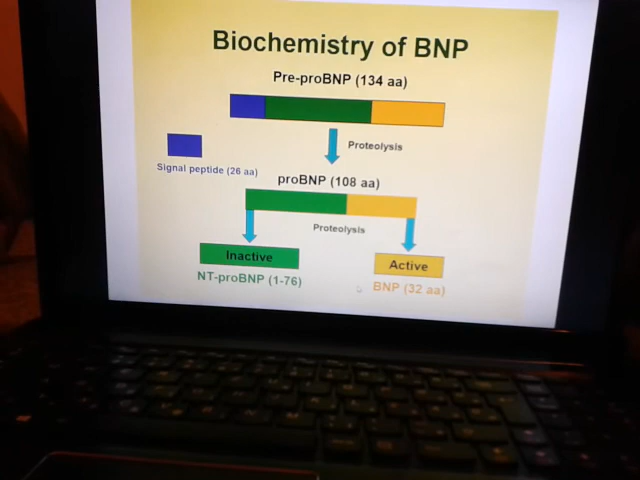 Biochemistry of BNP
Pre-proBNP (134 aa)
Proteolysis
Signal peptide (26 aa)
proBNP (108 aa)
Proteolysis
Inactive
Active
NT-proBNP (1-76)
BNP (32 aa)